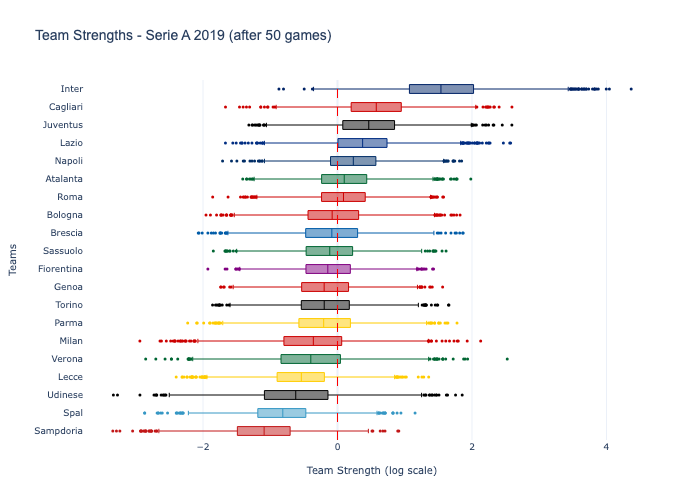 Team Strengths - Serie A 2019 (after 50 games)
Inter
Cagliari
Juventus
Lazio
Napoli
Atalanta
Roma
Bologna
Brescia
Sassuolo
Fiorentina
Genoa
Torino
Parma
Milan
Verona
Lecce
Udinese
Spal
Sampdoria
Teams
−2 0 2 4
Team Strength (log scale)